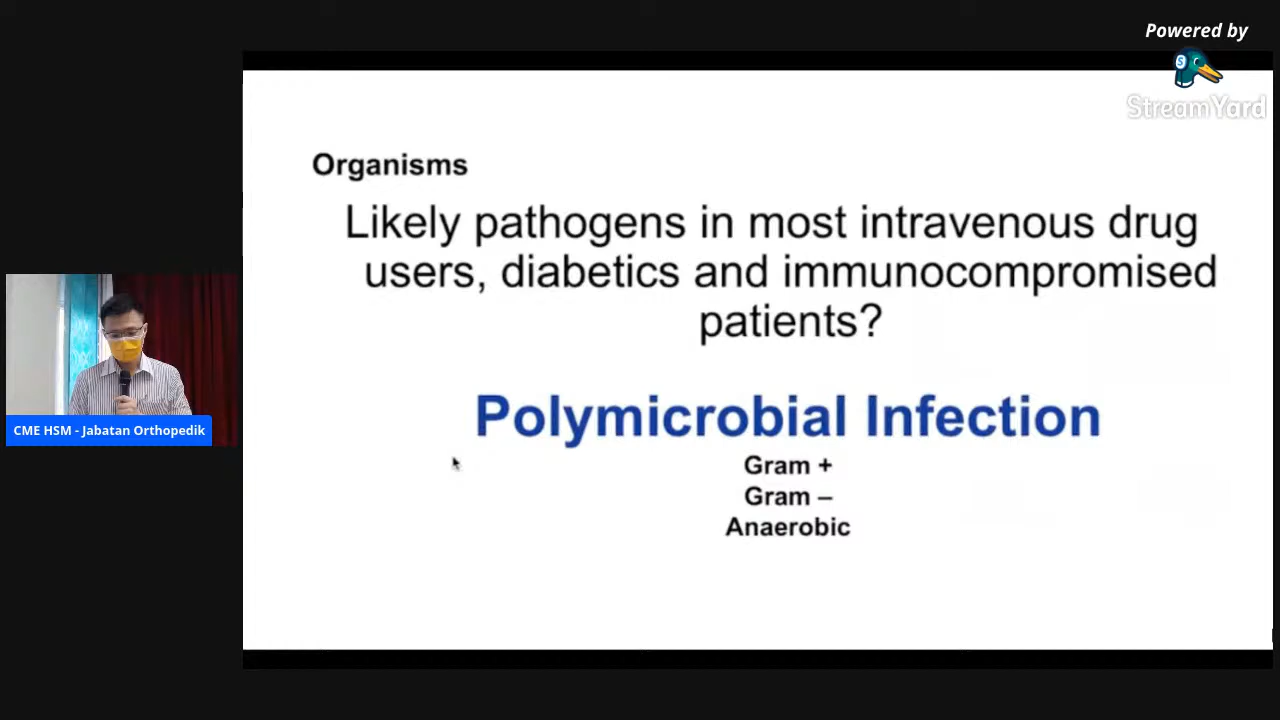 Powered by
StreamYard
Organisms
Likely pathogens in most intravenous drug
users, diabetics and immunocompromised
patients?
Polymicrobial Infection
Gram +
Gram –
Anaerobic
CME HSM - Jabatan Orthopedik